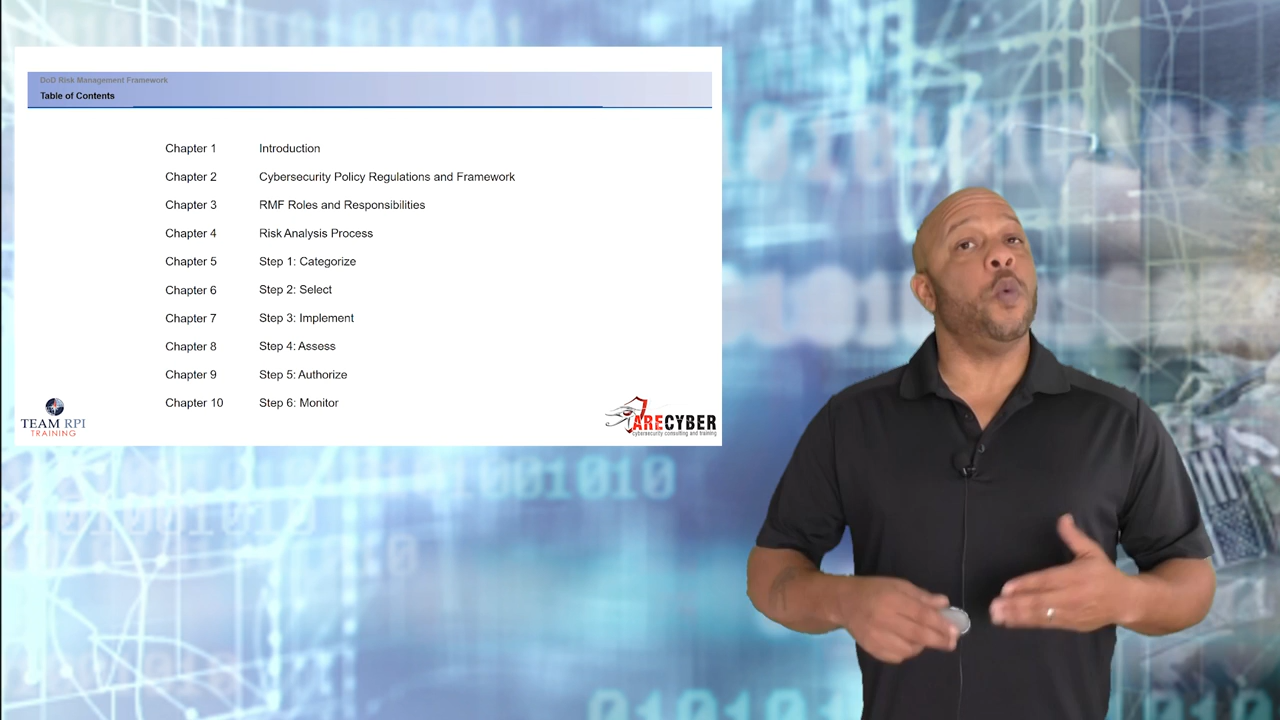 DoD Risk Management Framework
Table of Contents
Chapter 1 Introduction
Chapter 2 Cybersecurity Policy Regulations and Framework
Chapter 3 RMF Roles and Responsibilities
Chapter 4 Risk Analysis Process
Chapter 5 Step 1: Categorize
Chapter 6 Step 2: Select
Chapter 7 Step 3: Implement
Chapter 8 Step 4: Assess
Chapter 9 Step 5: Authorize
Chapter 10 Step 6: Monitor
TEAM RPI
TRAINING
ARECYBER
cybersecurity consulting and training
01001010
010010